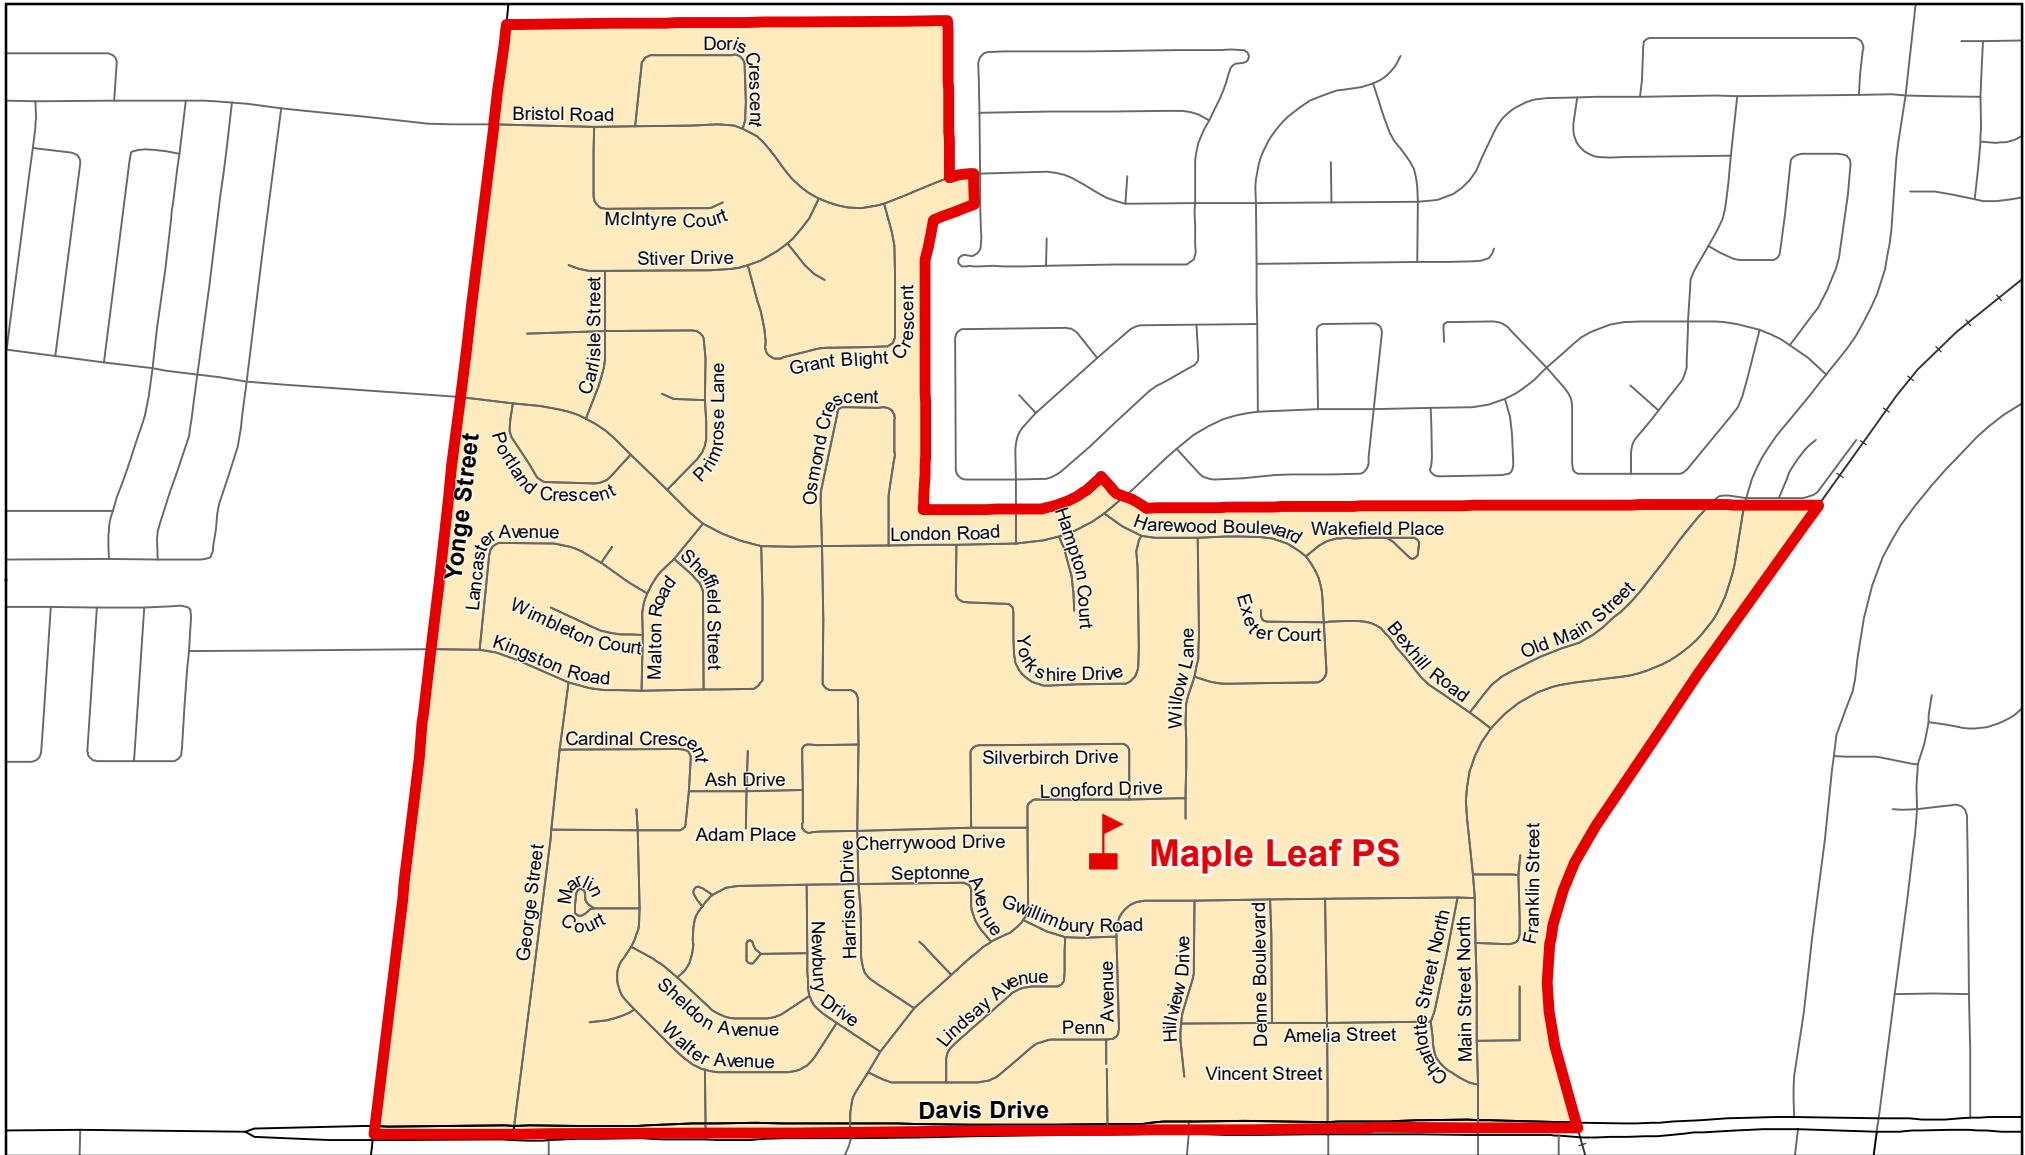 Doris Crescent
Bristol Road
McIntyre Court
Stiver Drive
Carlisle Street
Grant Blight Crescent
Primrose Lane
Osmond Crescent
Portland Crescent
Yonge Street
Lancaster Avenue
London Road
Hampton Court
Harewood Boulevard
Wakefield Place
Sheffield Street
Malton Road
Wimbleton Court
Kingston Road
Yorkshire Drive
Willow Lane
Exeter Court
Bexhill Road
Old Main Street
Cardinal Crescent
Ash Drive
Silverbirch Drive
Longford Drive
Adam Place
Cherrywood Drive
Maple Leaf PS
George Street
Marlin Court
Harrison Drive
Septonne Avenue
Gwillimbury Road
Franklin Street
Newbury Drive
Sheldon Avenue
Walter Avenue
Lindsay Avenue
Penn Avenue
Hillview Drive
Denne Boulevard
Amelia Street
Charlotte Street North
Main Street North
Vincent Street
Davis Drive